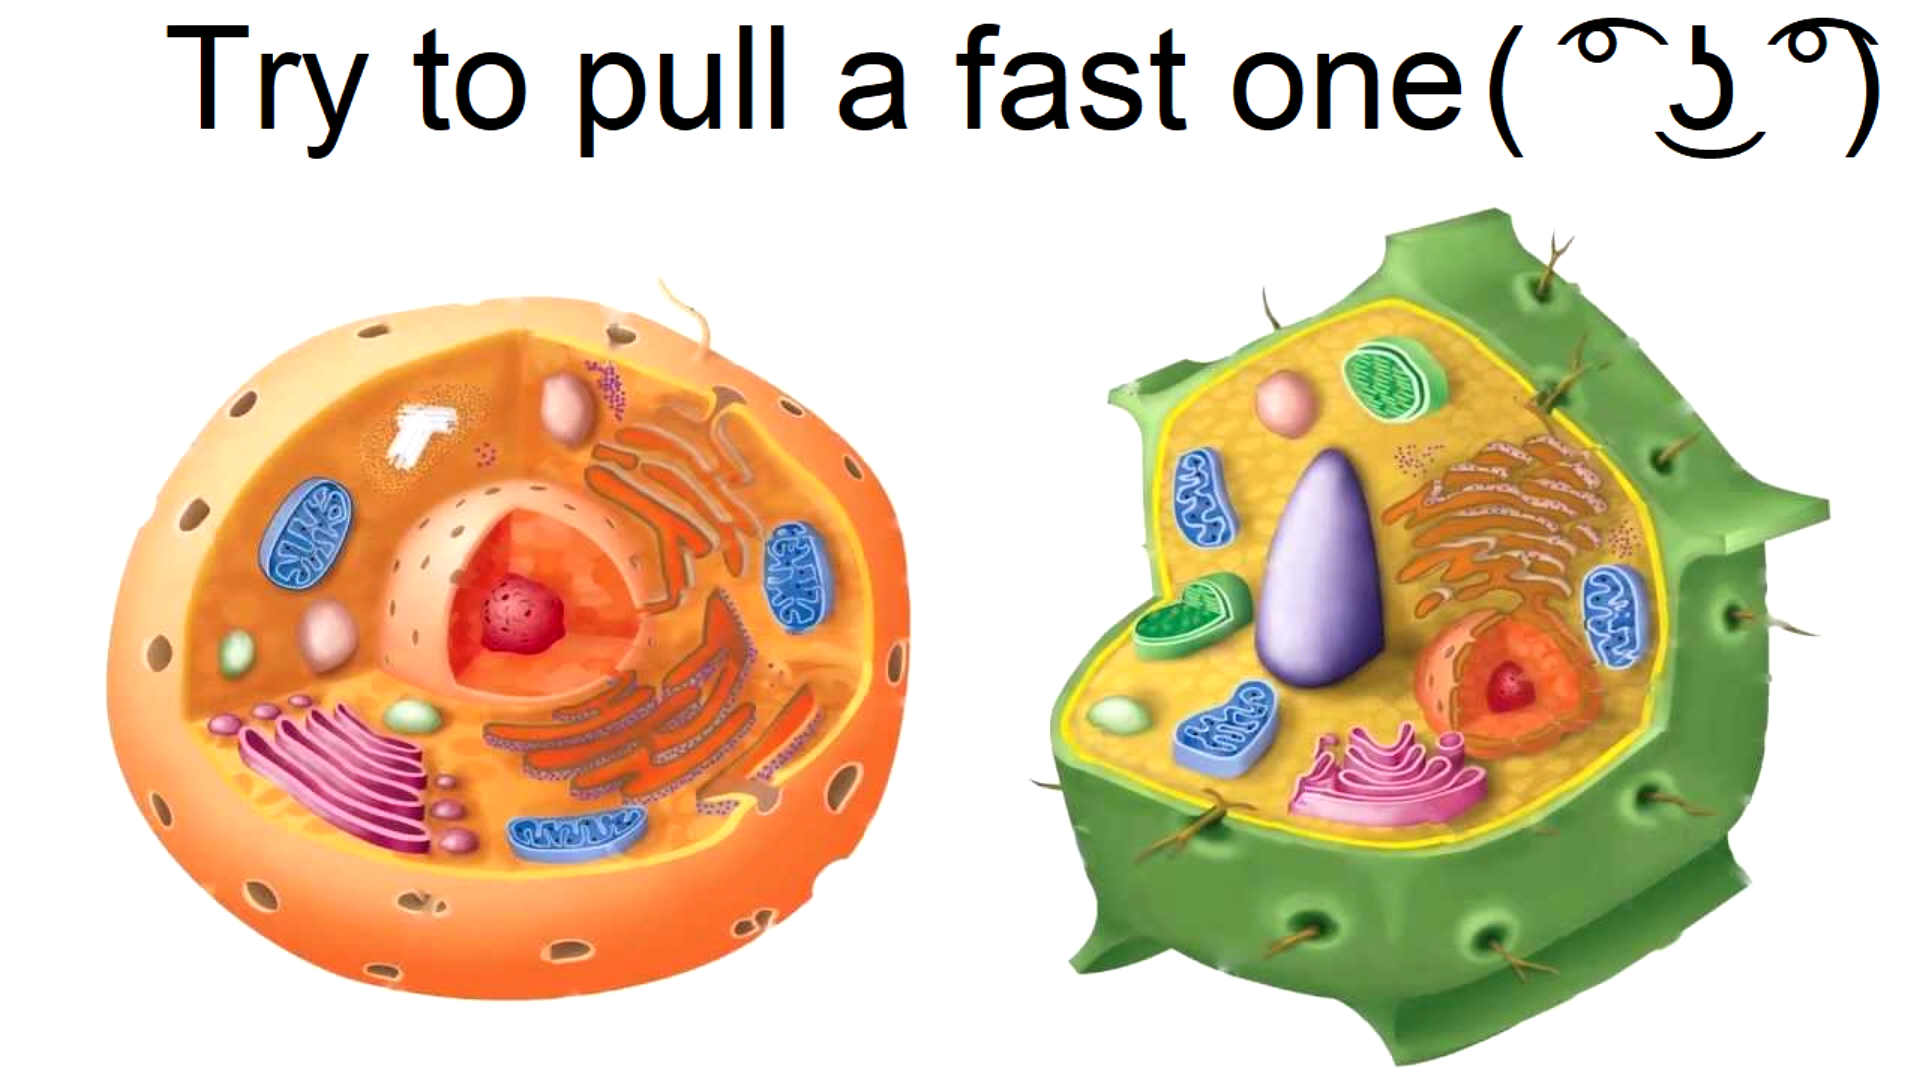 Try to pull a fast one( ͡° ͜ʖ ͡°)